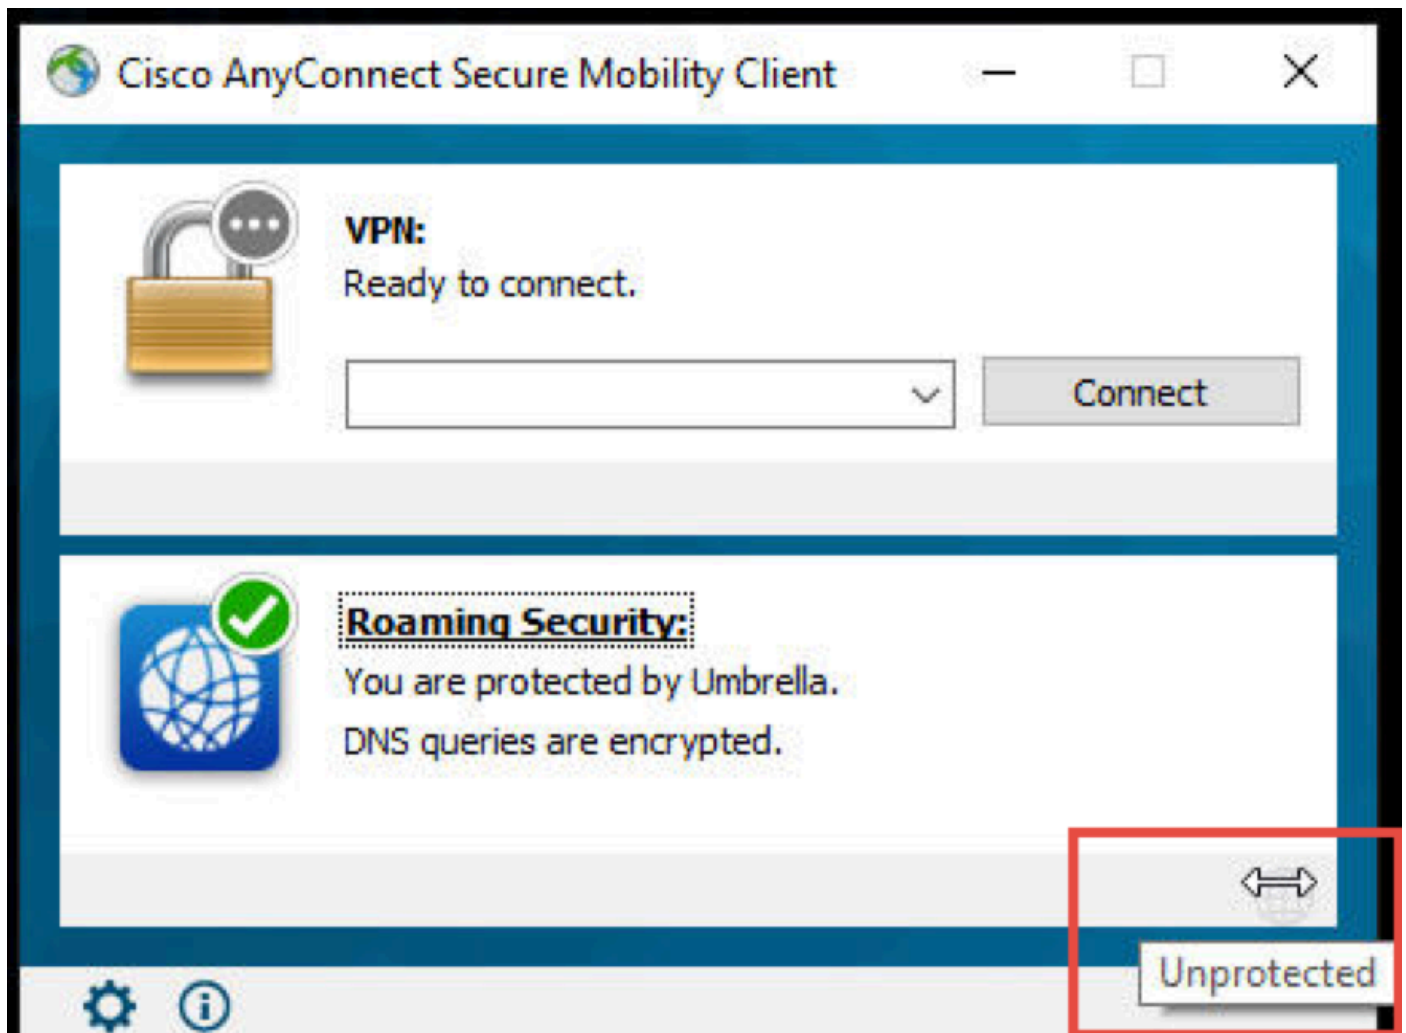 Cisco AnyConnect Secure Mobility Client
VPN:
Ready to connect.
Connect
Roaming Security:
You are protected by Umbrella.
DNS queries are encrypted.
Unprotected